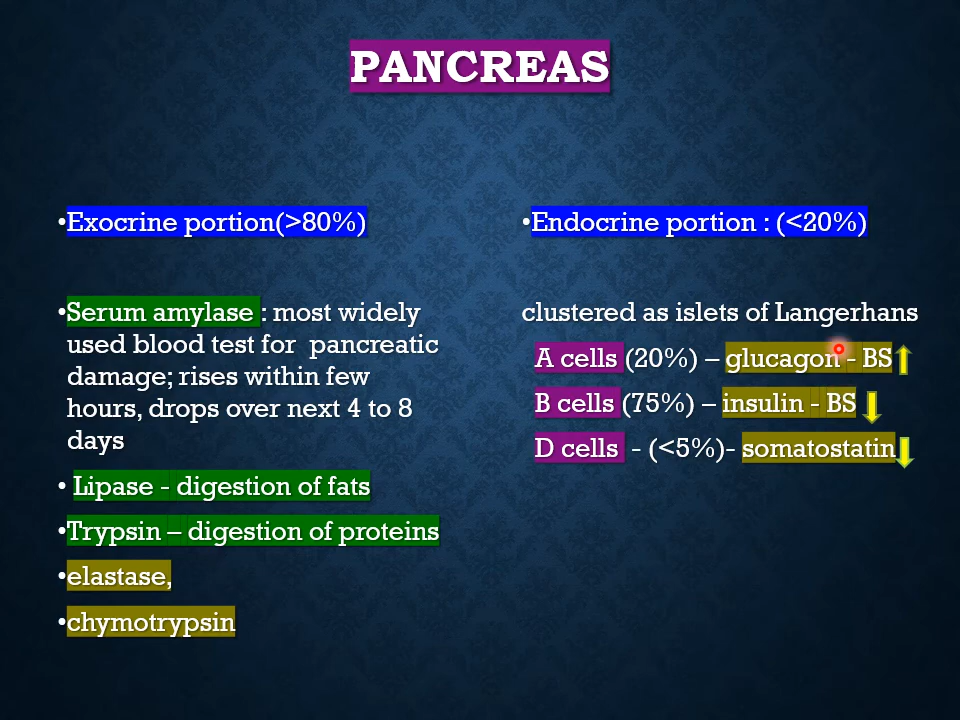 PANCREAS
•Exocrine portion(>80%)
•Serum amylase : most widely
used blood test for pancreatic
damage; rises within few
hours, drops over next 4 to 8
days
• Lipase - digestion of fats
•Trypsin – digestion of proteins
•elastase,
•chymotrypsin
•Endocrine portion : (<20%)
clustered as islets of Langerhans
A cells (20%) – glucagon - BS
B cells (75%) – insulin - BS
D cells - (<5%)- somatostatin